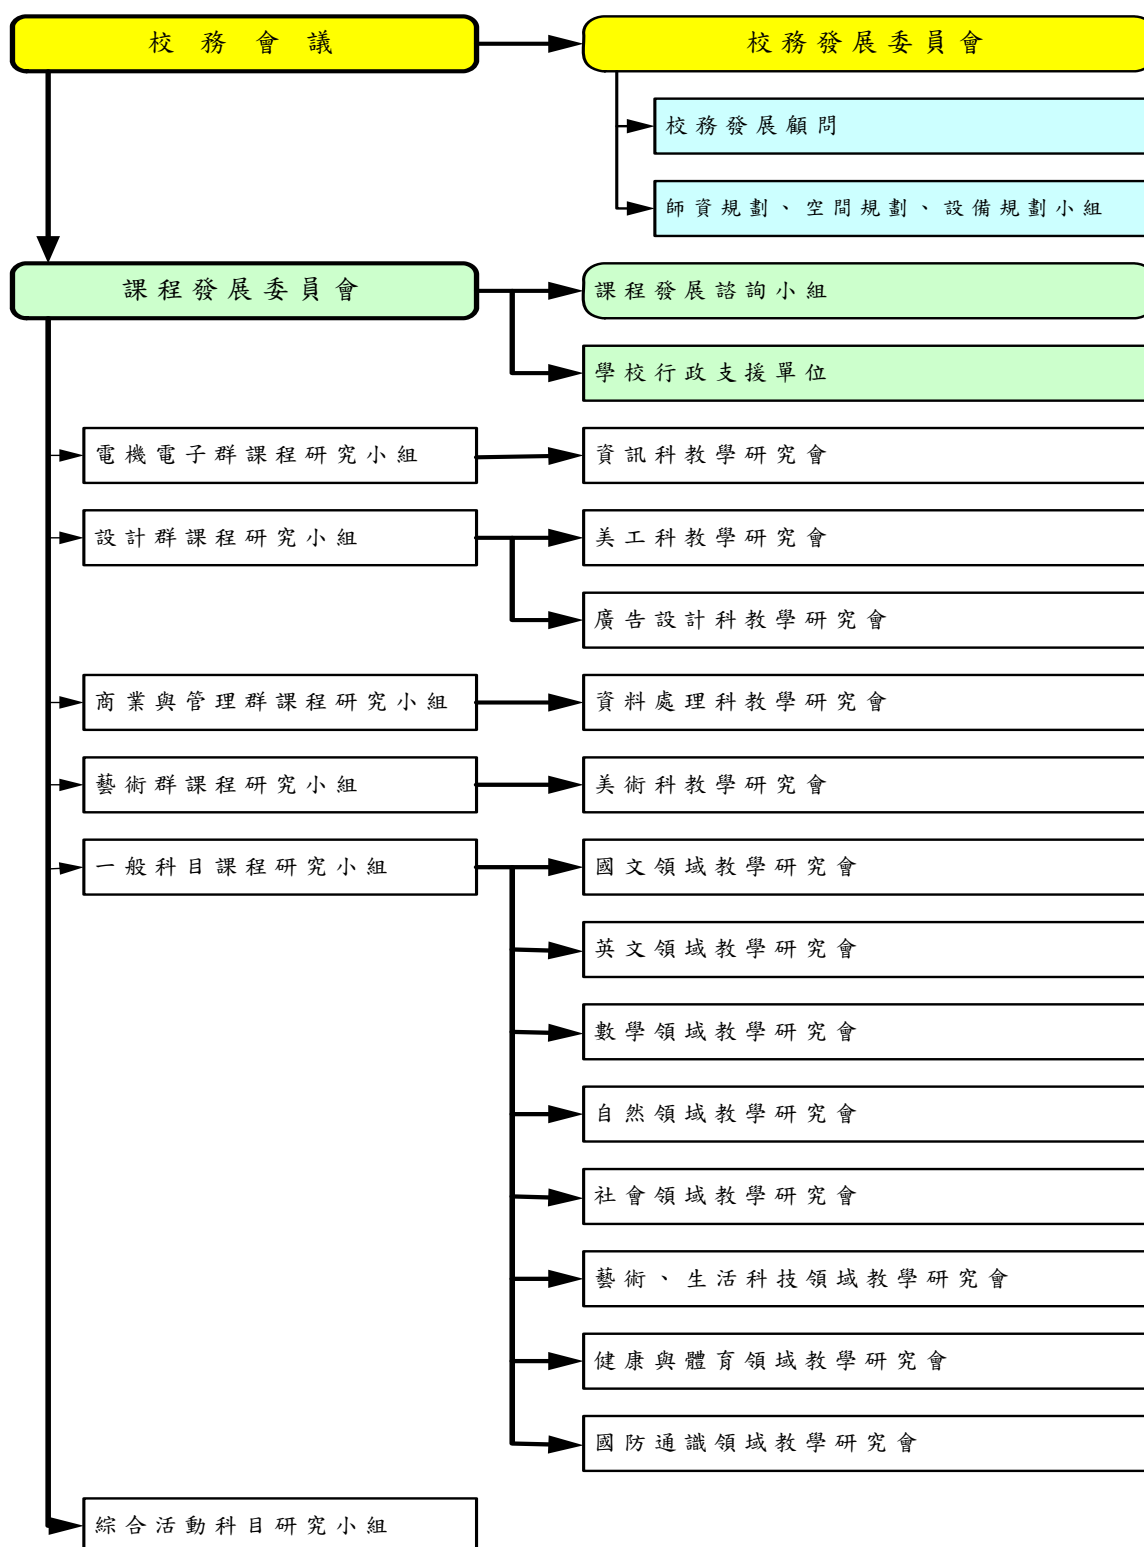 校務會議
校務發展委員會
校務發展顧問
師資規劃、空間規劃、設備規劃小組
課程發展委員會
課程發展諮詢小組
學校行政支援單位
電機電子群課程研究小組
資訊科教學研究會
設計群課程研究小組
美工科教學研究會
廣告設計科教學研究會
商業與管理群課程研究小組
資料處理科教學研究會
藝術群課程研究小組
美術科教學研究會
一般科目課程研究小組
國文領域教學研究會
英文領域教學研究會
數學領域教學研究會
自然領域教學研究會
社會領域教學研究會
藝術、生活科技領域教學研究會
健康與體育領域教學研究會
國防通識領域教學研究會
綜合活動科目研究小組